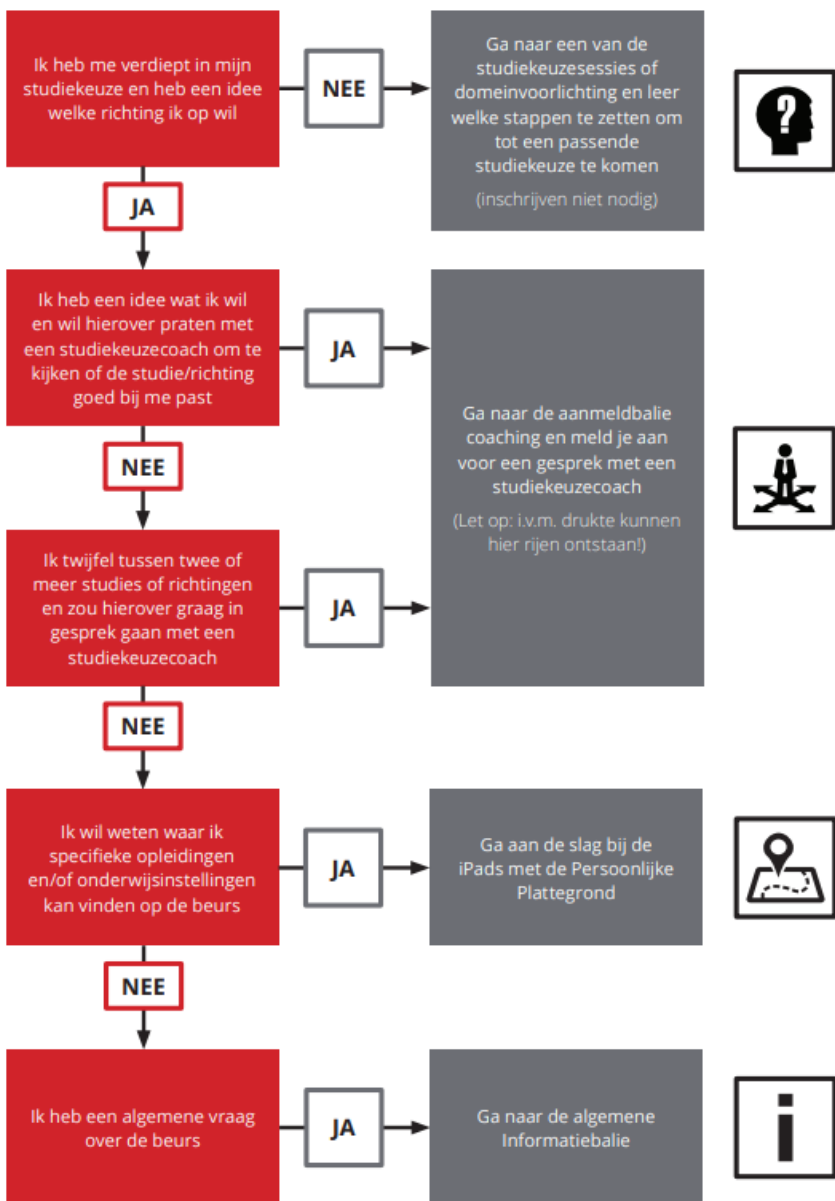 Ik heb me verdiept in mijn
studiekeuze en heb een idee
welke richting ik op wil
NEE
Ga naar een van de
studiekeuzesessies of
domeinvoorlichting en leer
welke stappen te zetten om
tot een passende
studiekeuze te komen
(inschrijven niet nodig)
?
JA
Ik heb een idee wat ik wil
en wil hierover praten met
een studiekeuzecoach om te
kijken of de studie/richting
goed bij me past
JA
Ga naar de aanmeldbalie
coaching en meld je aan
voor een gesprek met een
studiekeuzecoach
(Let op: i.v.m. drukte kunnen
hier rijen ontstaan!)
NEE
Ik twijfel tussen twee of
meer studies of richtingen
en zou hierover graag in
gesprek gaan met een
studiekeuzecoach
JA
NEE
Ik wil weten waar ik
specifieke opleidingen
en/of onderwijsinstellingen
kan vinden op de beurs
JA
Ga aan de slag bij de
iPads met de Persoonlijke
Plattegrond
NEE
Ik heb een algemene vraag
over de beurs
JA
Ga naar de algemene
Informatiebalie
i